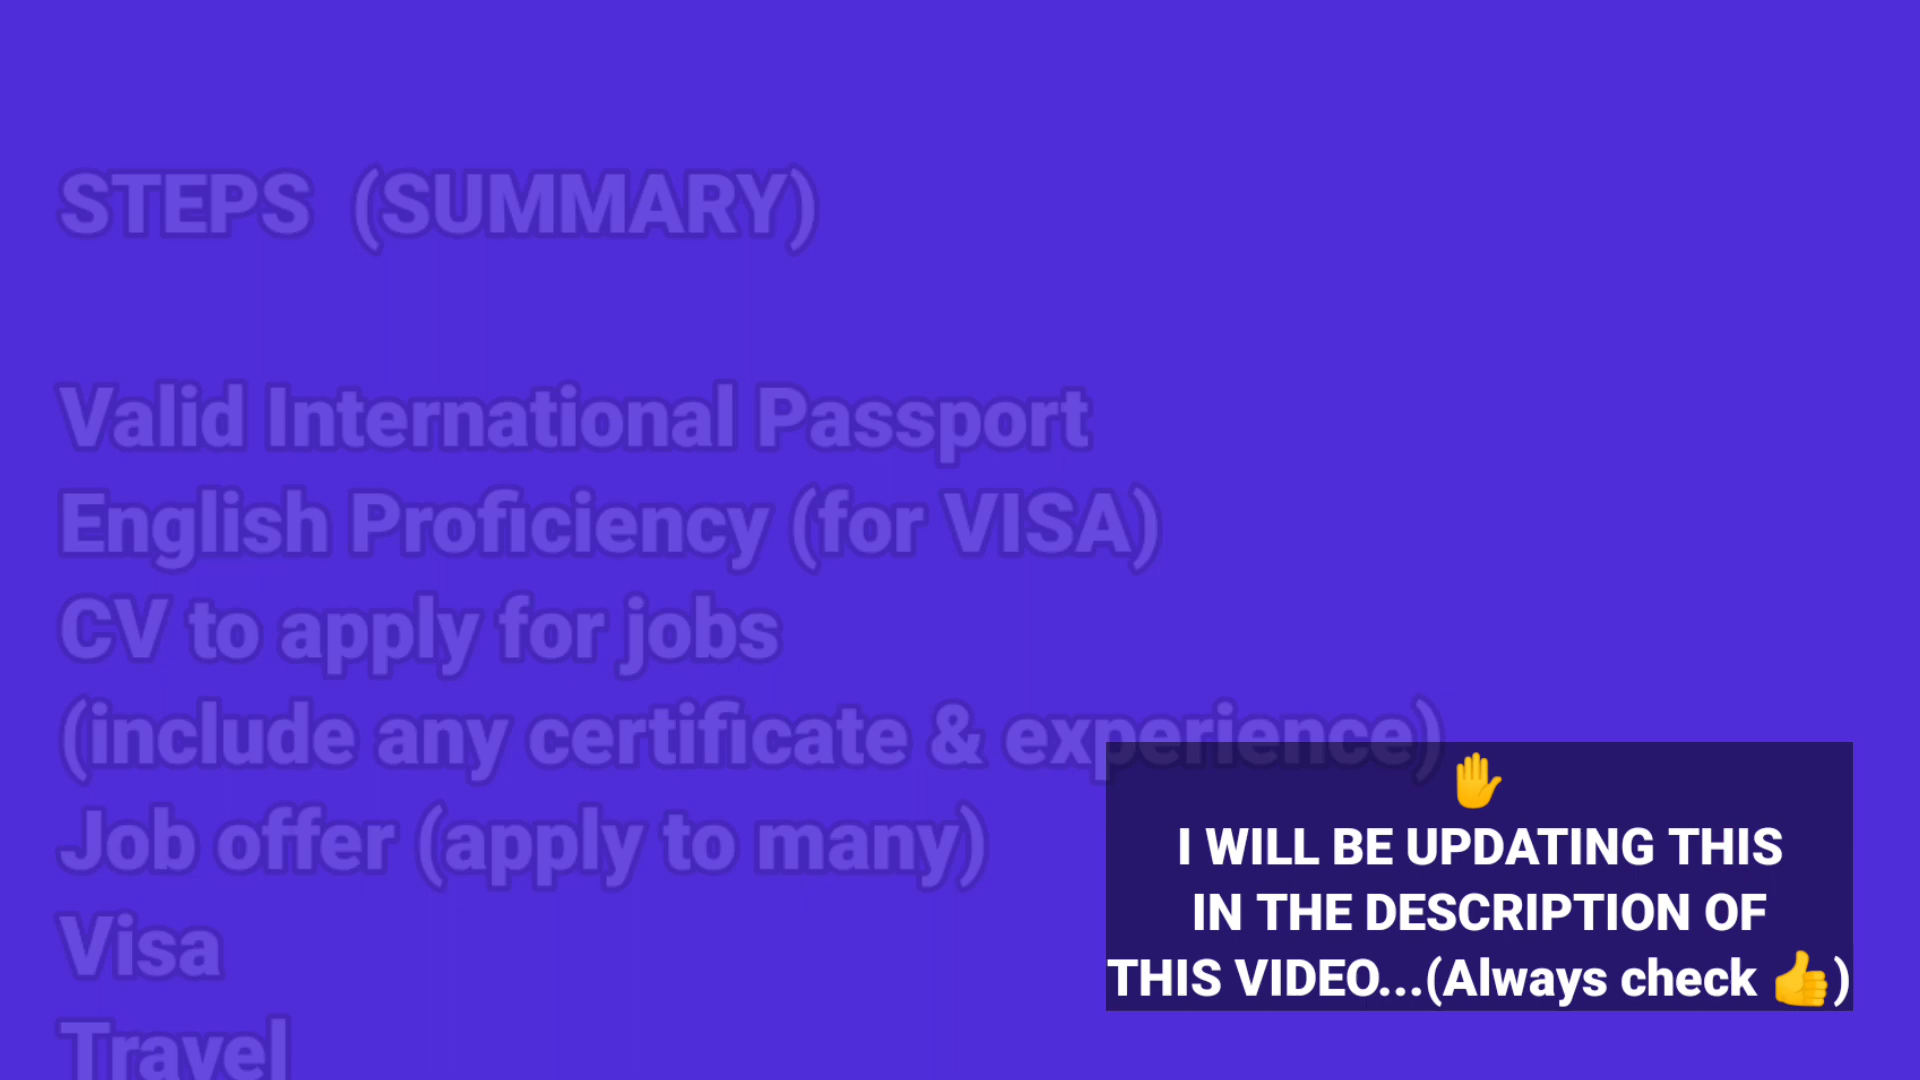 STEPS (SUMMARY)
Valid International Passport
English Proficiency (for VISA)
CV to apply for jobs
(include any certificate & experience)
Job offer (apply to many)
Visa
Travel
✋
I WILL BE UPDATING THIS
IN THE DESCRIPTION OF
THIS VIDEO...(Always check 👍)